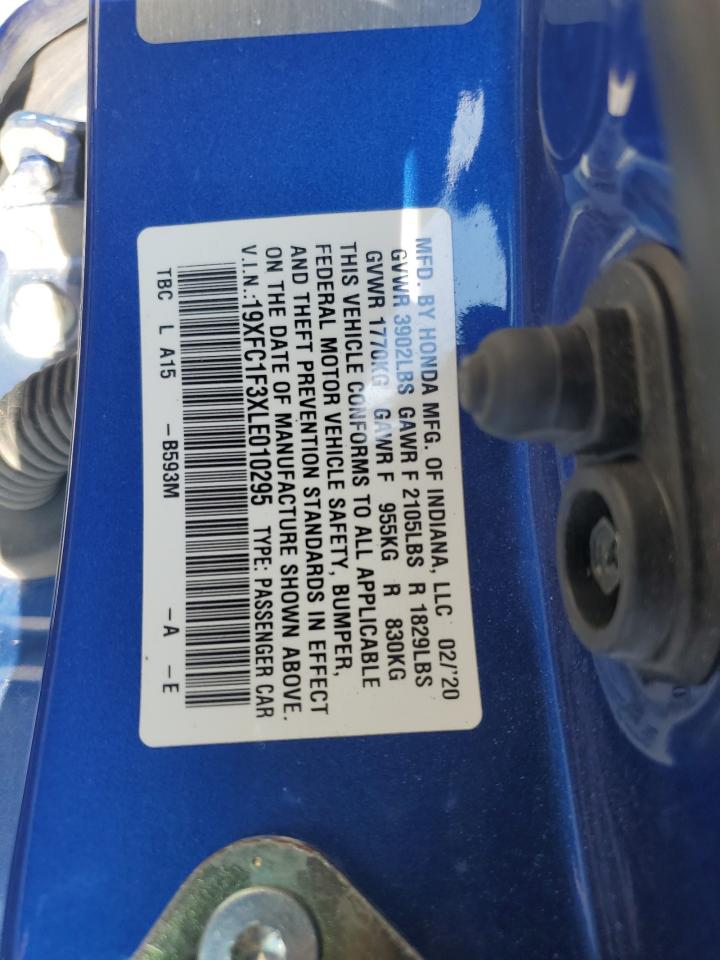 MFD. BY HONDA MFG. OF INDIANA, LLC 02/'20
GVWR 3902LBS GAWR F 2105LBS R 1829LBS
GVWR 1770KG GAWR F 955KG R 830KG
THIS VEHICLE CONFORMS TO ALL APPLICABLE
FEDERAL MOTOR VEHICLE SAFETY, BUMPER,
AND THEFT PREVENTION STANDARDS IN EFFECT
ON THE DATE OF MANUFACTURE SHOWN ABOVE.
V.I.N.:19XFC1F3XLE010295 TYPE: PASSENGER CAR
TBC L A15 -B593M -A -E